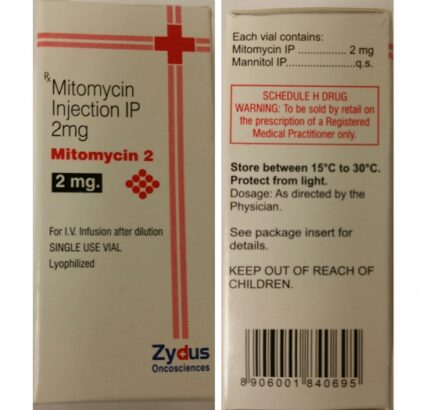 Rx Mitomycin
Injection IP
2mg
Mitomycin 2
2 mg.
For I.V. Infusion after dilution
SINGLE USE VIAL
Lyophilized
Zydus
Oncosciences
Each vial contains:
Mitomycin IP ................ 2 mg
Mannitol IP....................q.s.
SCHEDULE H DRUG
WARNING: To be sold by retail on
the prescription of a Registered
Medical Practitioner only.
Store between 15°C to 30°C.
Protect from light.
Dosage: As directed by the
Physician.
See package insert for
details.
KEEP OUT OF REACH OF
CHILDREN.
8 906001 840695